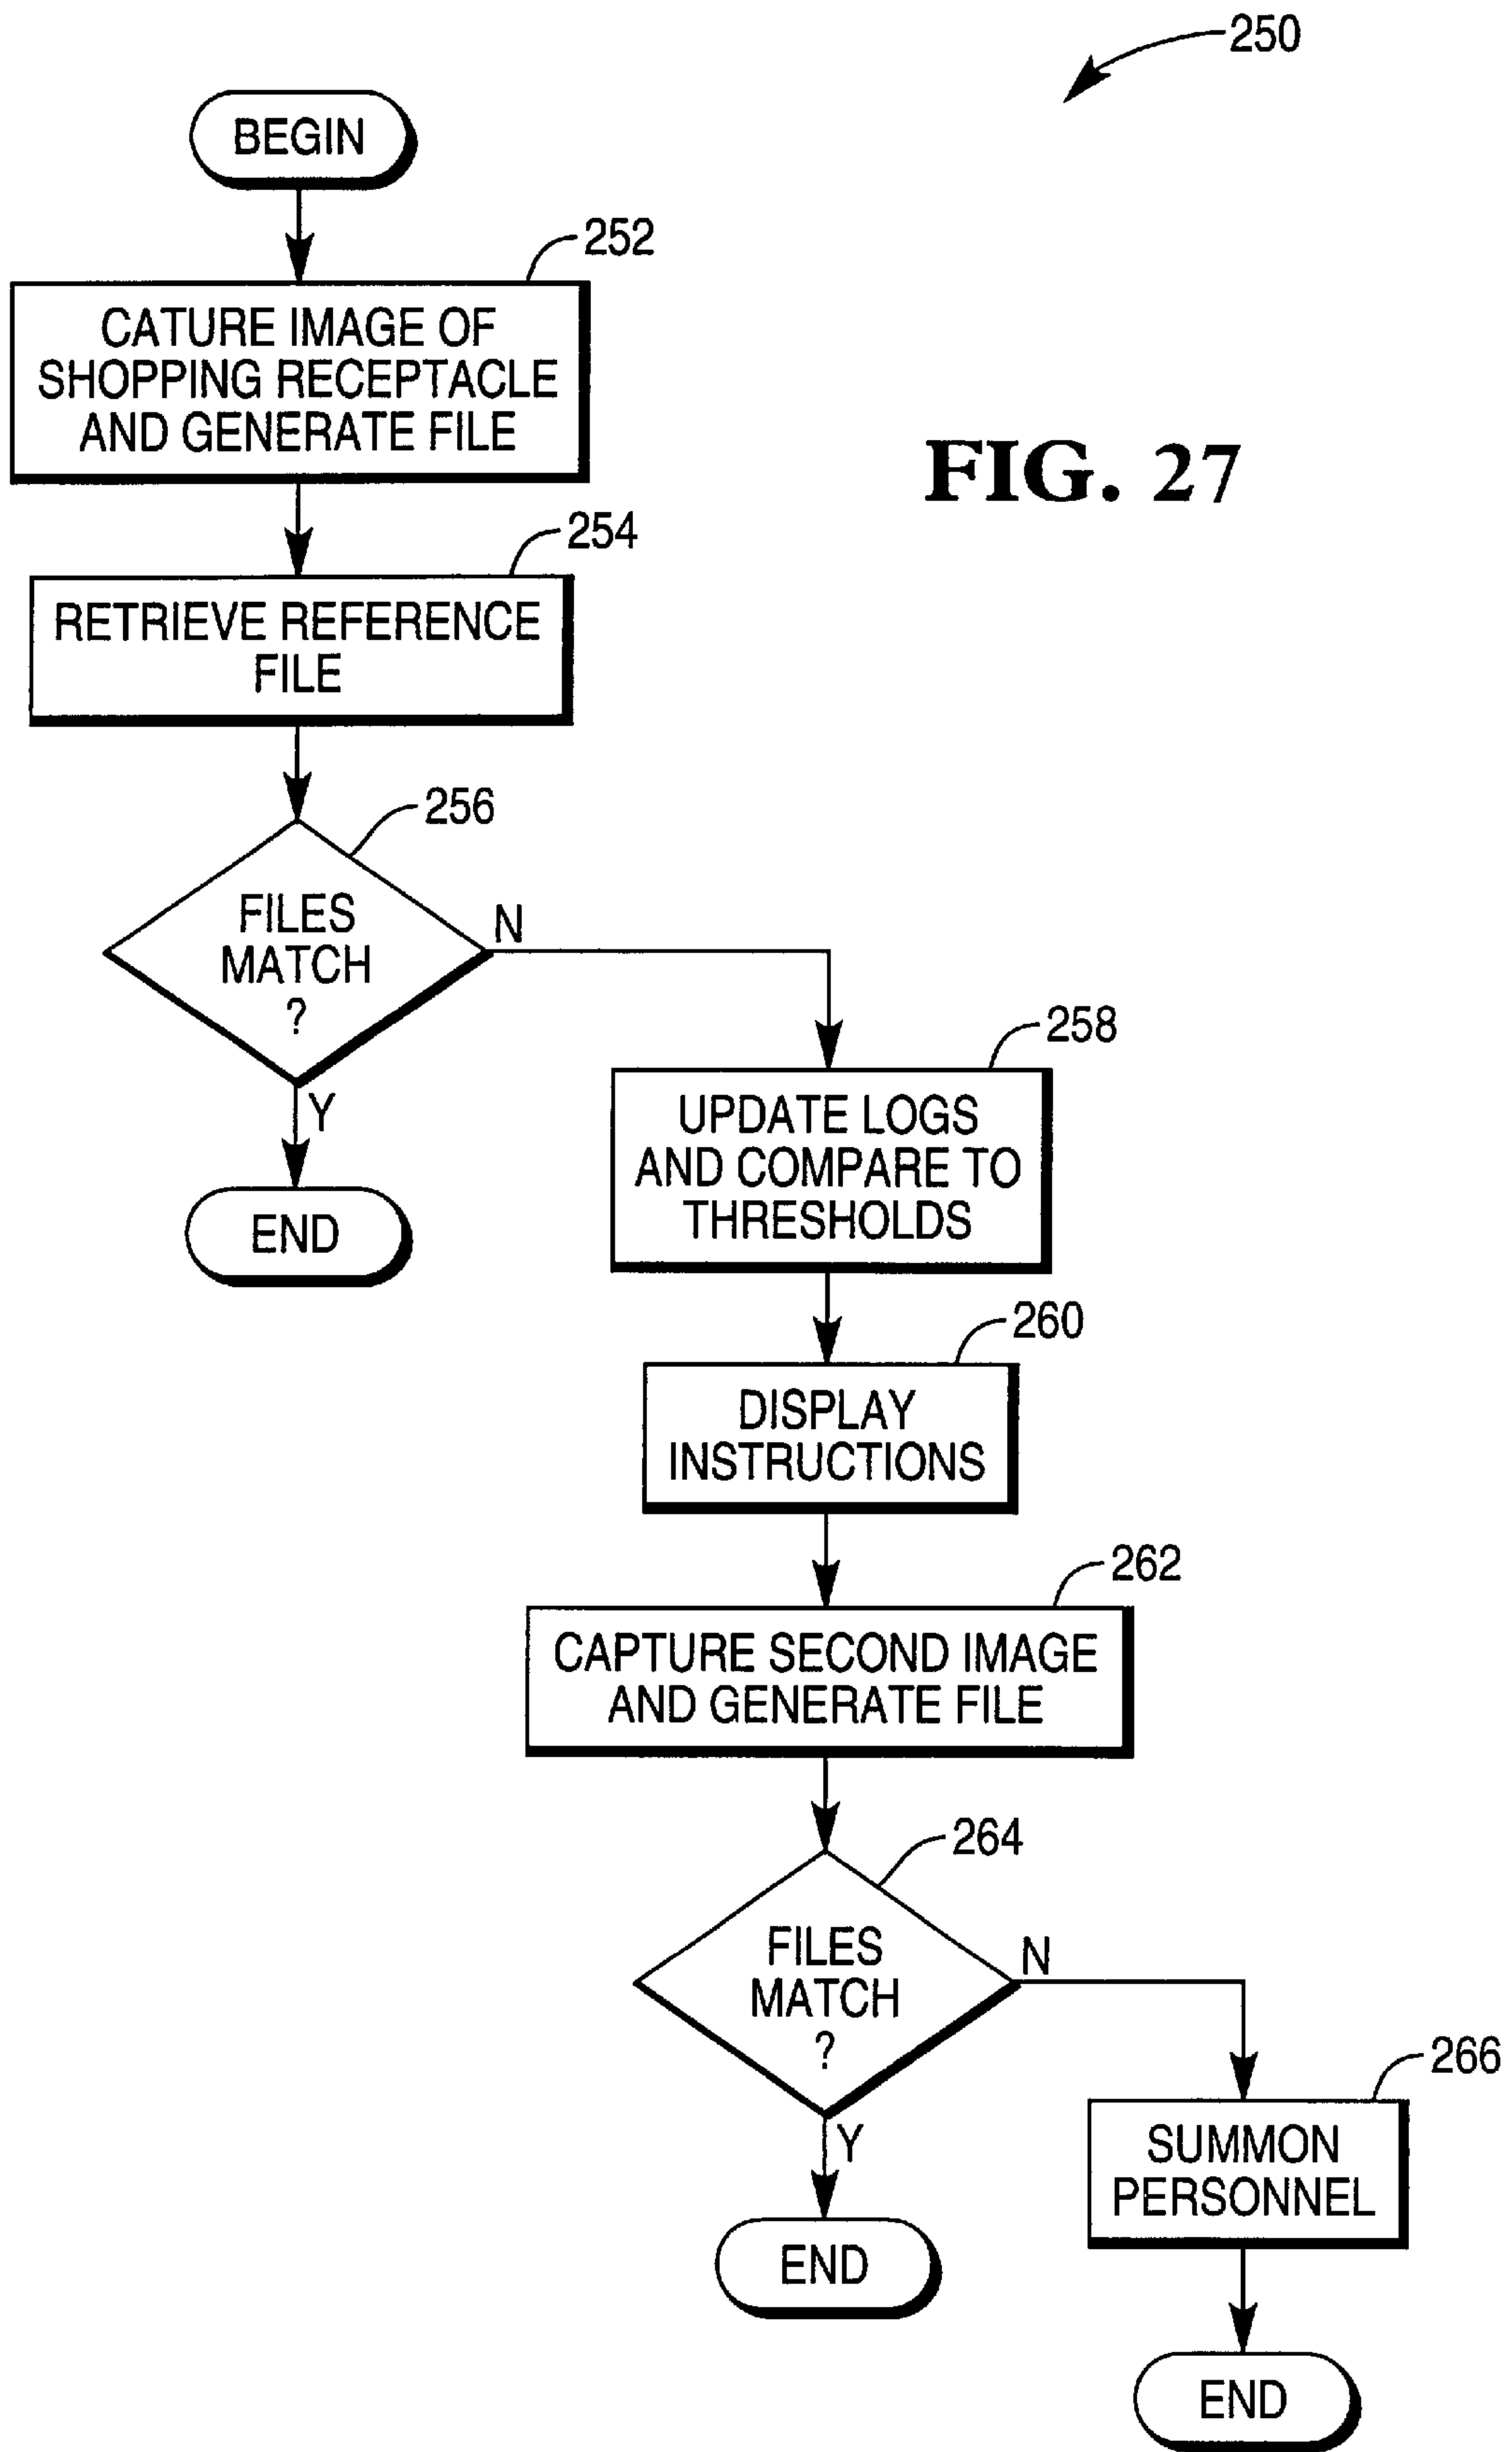 250
BEGIN
252
CATURE IMAGE OF
SHOPPING RECEPTACLE
AND GENERATE FILE
FIG. 27
254
RETRIEVE REFERENCE
FILE
256
FILES
MATCH
?
N
Y
END
258
UPDATE LOGS
AND COMPARE TO
THRESHOLDS
260
DISPLAY
INSTRUCTIONS
262
CAPTURE SECOND IMAGE
AND GENERATE FILE
264
FILES
MATCH
?
N
Y
END
266
SUMMON
PERSONNEL
END